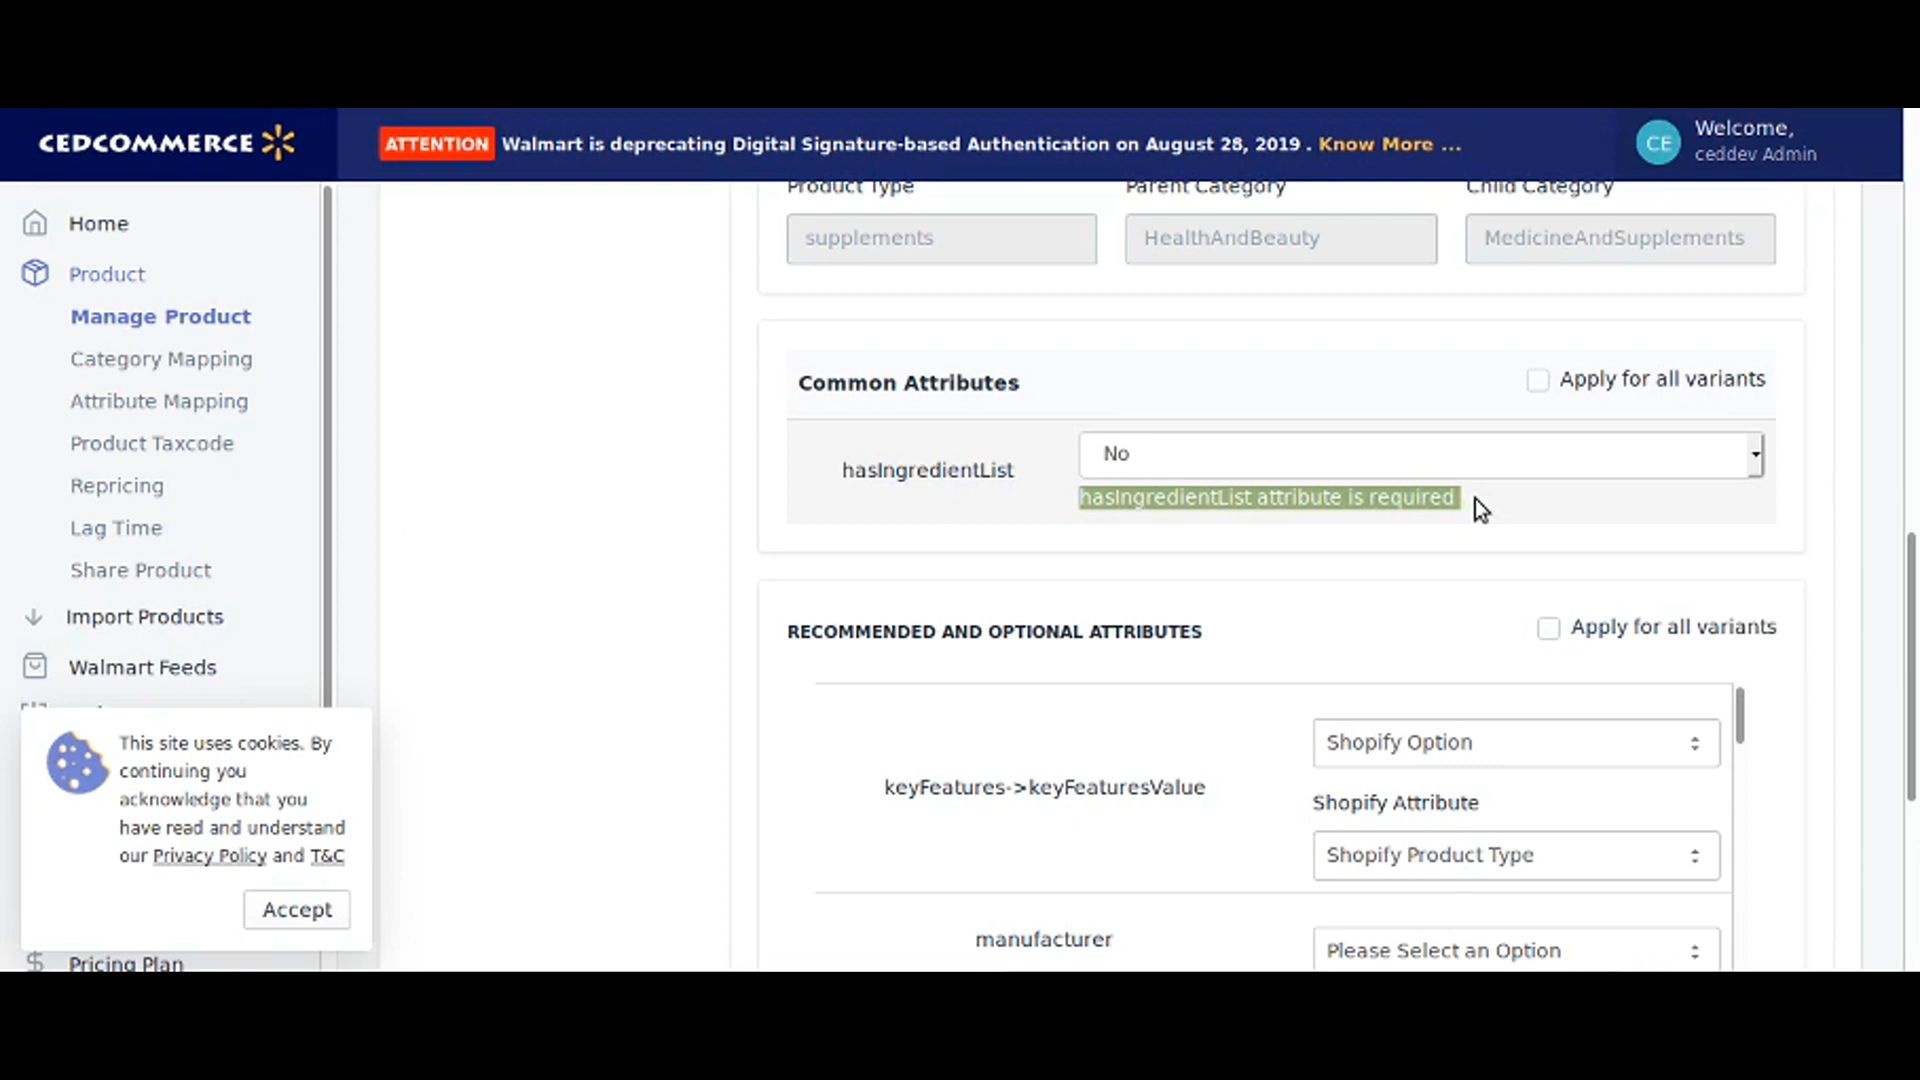 CEDCOMMERCE
ATTENTION Walmart is deprecating Digital Signature-based Authentication on August 28, 2019 . Know More ...
CE
Welcome,
ceddev Admin
Home
Product
Manage Product
Category Mapping
Attribute Mapping
Product Taxcode
Repricing
Lag Time
Share Product
Import Products
Walmart Feeds
This site uses cookies. By
continuing you
acknowledge that you
have read and understand
our Privacy Policy and T&C
Accept
Pricing Plan
Product Type Parent Category Child Category
supplements HealthAndBeauty MedicineAndSupplements
Common Attributes Apply for all variants
hasIngredientList No
hasIngredientList attribute is required
RECOMMENDED AND OPTIONAL ATTRIBUTES Apply for all variants
Shopify Option
keyFeatures->keyFeaturesValue
Shopify Attribute
Shopify Product Type
manufacturer Please Select an Option